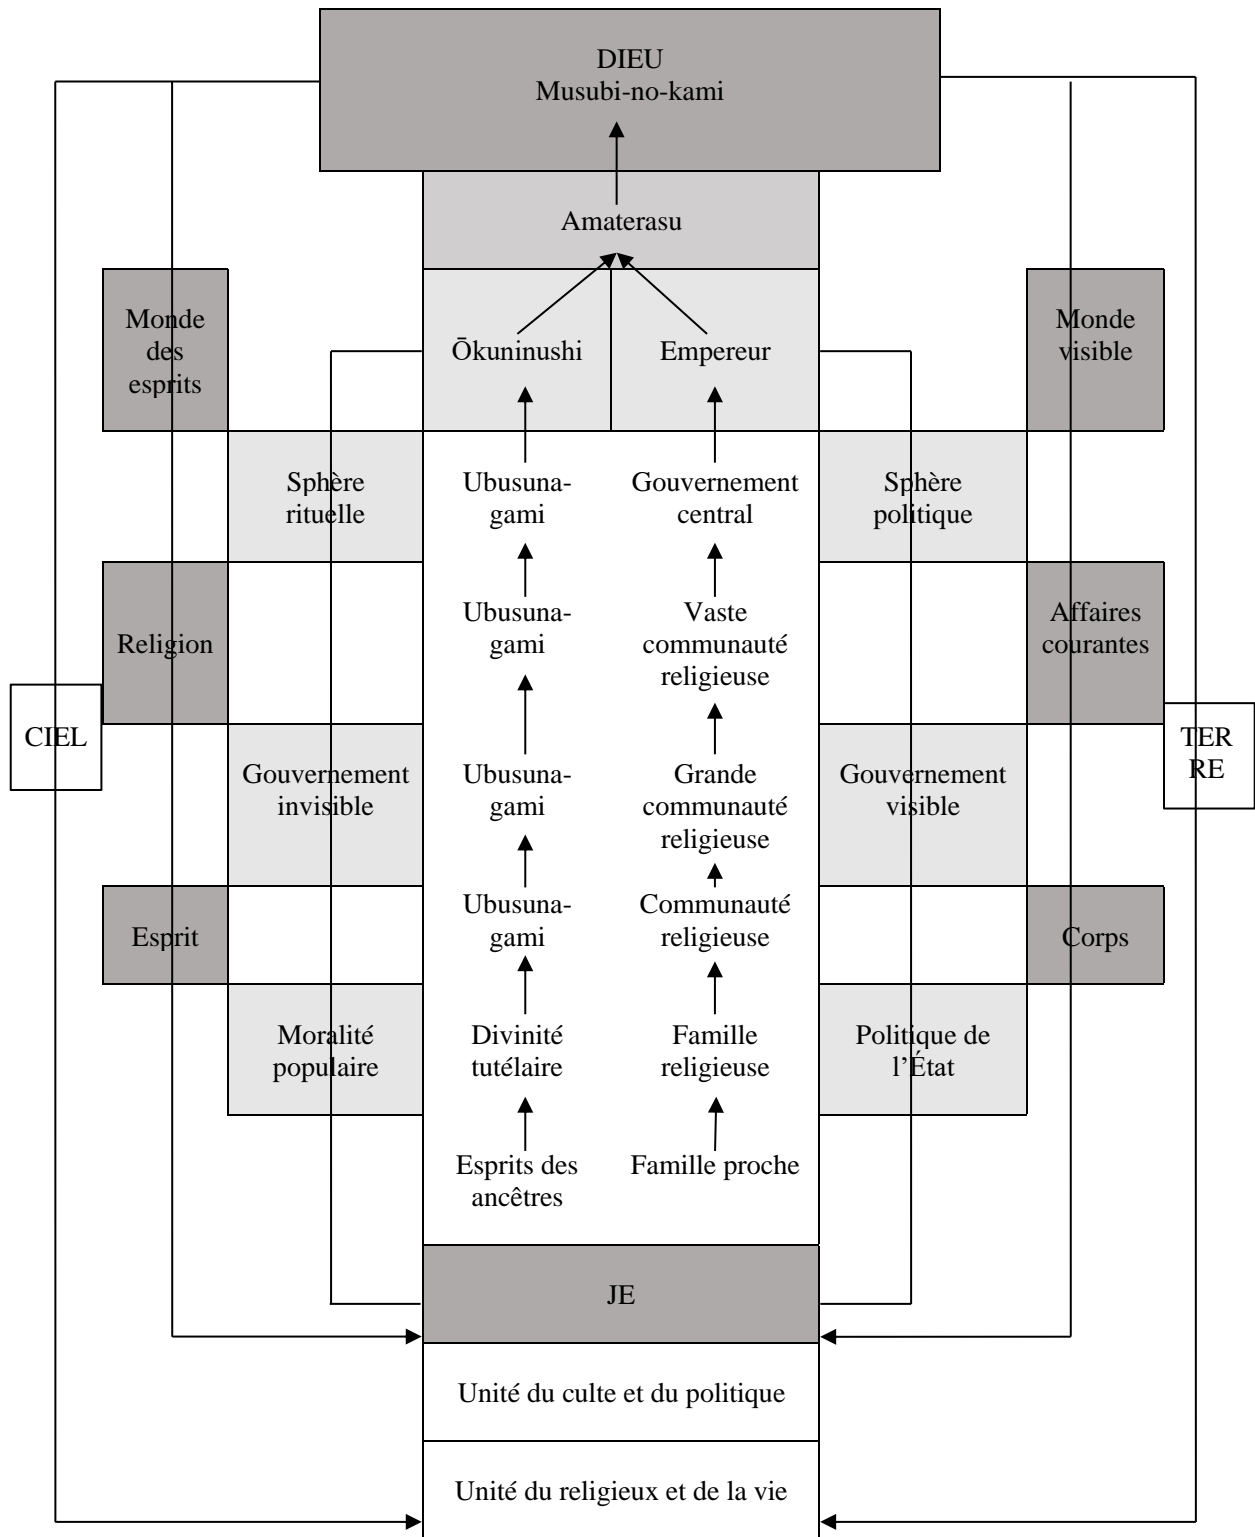 DIEU
Musubi-no-kami
Amaterasu
Monde
des
esprits
Ōkuninushi
Empereur
Monde
visible
Sphère
rituelle
Ubusuna-
gami
Gouvernement
central
Sphère
politique
Religion
Ubusuna-
gami
Vaste
communauté
religieuse
Affaires
courantes
CIEL
TER
RE
Gouvernement
invisible
Ubusuna-
gami
Grande
communauté
religieuse
Gouvernement
visible
Esprit
Ubusuna-
gami
Communauté
religieuse
Corps
Moralité
populaire
Divinité
tutélaire
Famille
religieuse
Politique de
l’État
Esprits des
ancêtres
Famille proche
JE
Unité du culte et du politique
Unité du religieux et de la vie